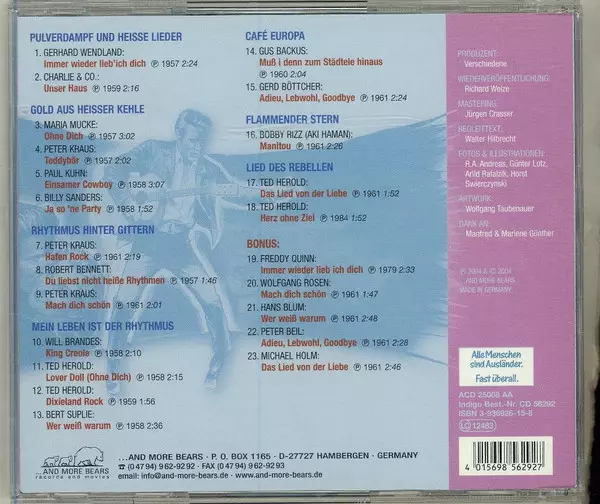 PULVERDAMPF UND HEISSE LIEDER
1. GERHARD WENDLAND:
Immer wieder lieb'ich dich ℗ 1957 2:24
2. CHARLIE & CO.:
Unser Haus ℗ 1959 2:16
GOLD AUS HEISSER KEHLE
3. MARIA MUCKE:
Ohne Dich ℗ 1957 3:02
4. PETER KRAUS:
Teddybär ℗ 1957 2:02
5. PAUL KUHN:
Einsamer Cowboy ℗ 1958 3:07
6. BILLY SANDERS:
Ja so 'ne Party ℗ 1958 1:52
RHYTHMUS HINTER GITTERN
7. PETER KRAUS:
Hafen Rock ℗ 1961 2:19
8. ROBERT BENNETT:
Du liebst nicht heiße Rhythmen ℗ 1957 1:46
9. PETER KRAUS:
Mach dich schön ℗ 1961 2:01
MEIN LEBEN IST DER RHYTHMUS
10. WILL BRANDES:
King Creole ℗ 1958 2:10
11. TED HEROLD:
Lover Doll (Ohne Dich) ℗ 1958 2:15
12. TED HEROLD:
Dixieland Rock ℗ 1959 1:56
13. BERT SUPLIE:
Wer weiß warum ℗ 1958 2:36
CAFÉ EUROPA
14. GUS BACKUS:
Muß i denn zum Städtele hinaus
℗ 1960 2:04
15. GERD BÖTTCHER:
Adieu, Lebwohl, Goodbye ℗ 1961 2:24
FLAMMENDER STERN
16. BOBBY RIZZ (AKI HAMAN):
Manitou ℗ 1961 2:26
LIED DES REBELLEN
17. TED HEROLD:
Das Lied von der Liebe ℗ 1961 1:52
18. TED HEROLD:
Herz ohne Ziel ℗ 1984 1:52
BONUS:
19. FREDDY QUINN:
Immer wieder lieb ich dich ℗ 1979 2:33
20. WOLFGANG ROSEN:
Mach dich schön ℗ 1961 1:47
21. HANS BLUM:
Wer weiß warum ℗ 1961 2:48
22. PETER BEIL:
Adieu, Lebwohl, Goodbye ℗ 1961 2:28
23. MICHAEL HOLM:
Das Lied von der Liebe ℗ 1961 2:46
PRODUZENT:
Verschiedene
WIEDERVERÖFFENTLICHUNG:
Richard Weize
MASTERING:
Jürgen Crasser
BEGLEITTEXT:
Walter Hilbrecht
FOTOS & ILLUSTRATIONEN:
R.A. Andreas, Günter Lotz,
Arild Rafalzik, Horst
Swierczynski
ARTWORK
Wolfgang Taubenauer
DANK AN:
Manfred & Marlene Günther
℗ 2004 & © 2004
AND MORE BEARS
MADE IN GERMANY
Alle Menschen
sind Ausländer.
Fast überall.
ACD 25008 AA
Indigo Best.-Nr. CD 56292
LC 12483
4 015698 562927
...AND MORE BEARS
records and movies
...AND MORE BEARS · P. O. BOX 1165 · D-27727 HAMBERGEN · GERMANY
☎ (0 47 94) 962-9292 · FAX (0 47 94) 962-9293
email: info@and-more-bears.de · www.and-more-bears.de